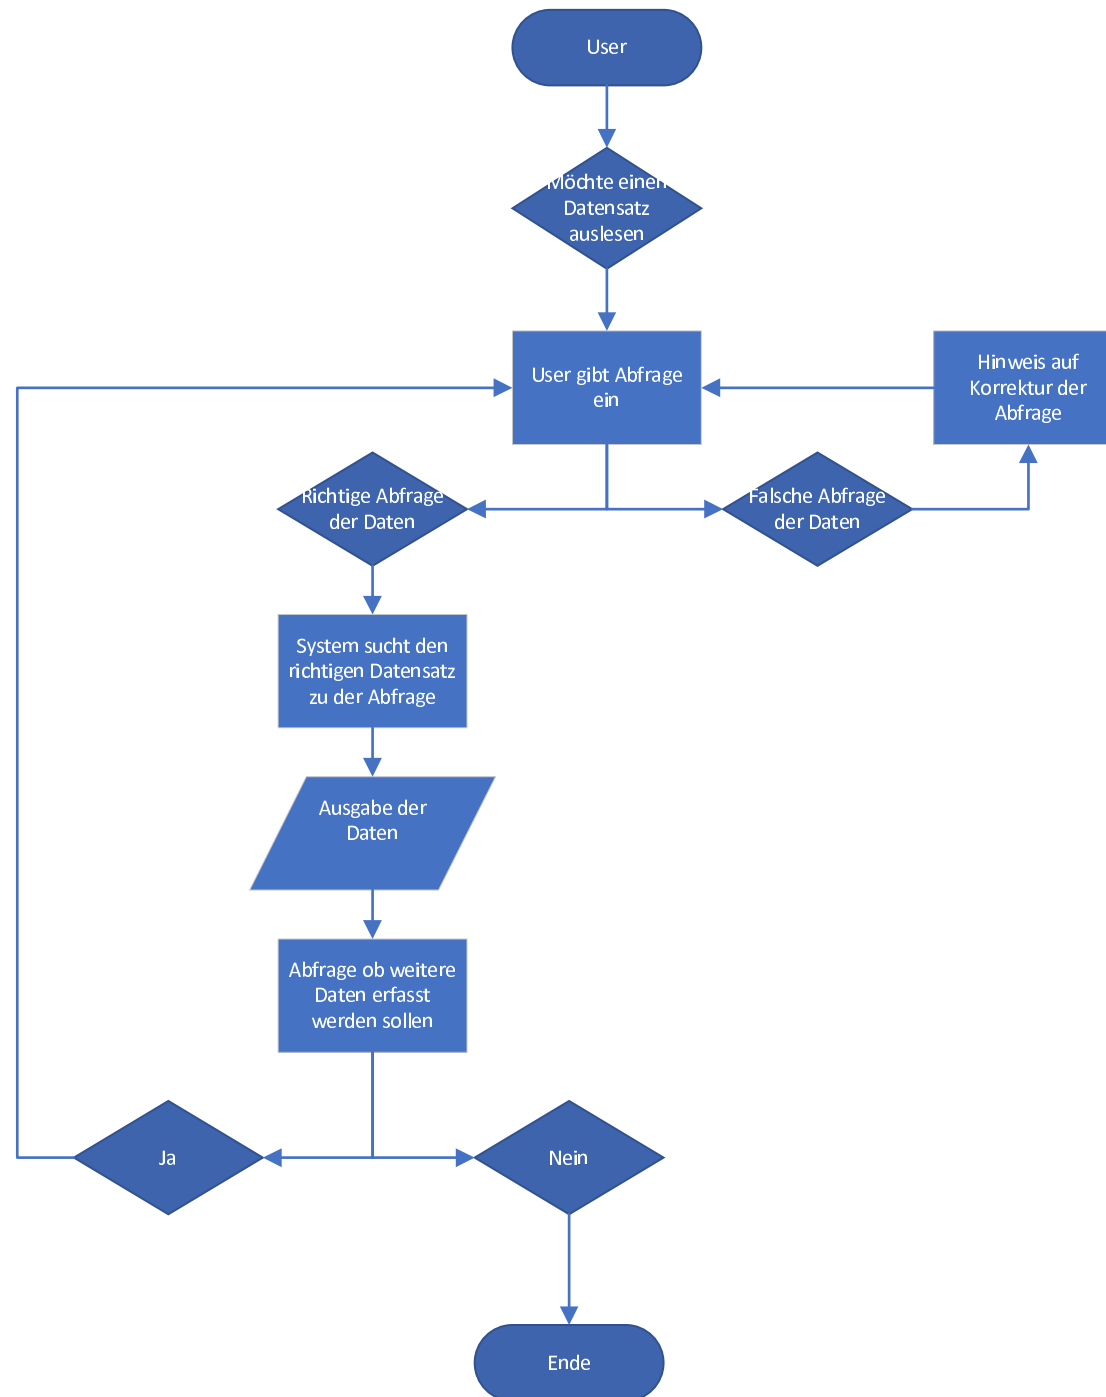 User
Möchte einen
Datensatz
auslesen
User gibt Abfrage
ein
Hinweis auf
Korrektur der
Abfrage
Richtige Abfrage
der Daten
Falsche Abfrage
der Daten
System sucht den
richtigen Datensatz
zu der Abfrage
Ausgabe der
Daten
Abfrage ob weitere
Daten erfasst
werden sollen
Ja
Nein
Ende